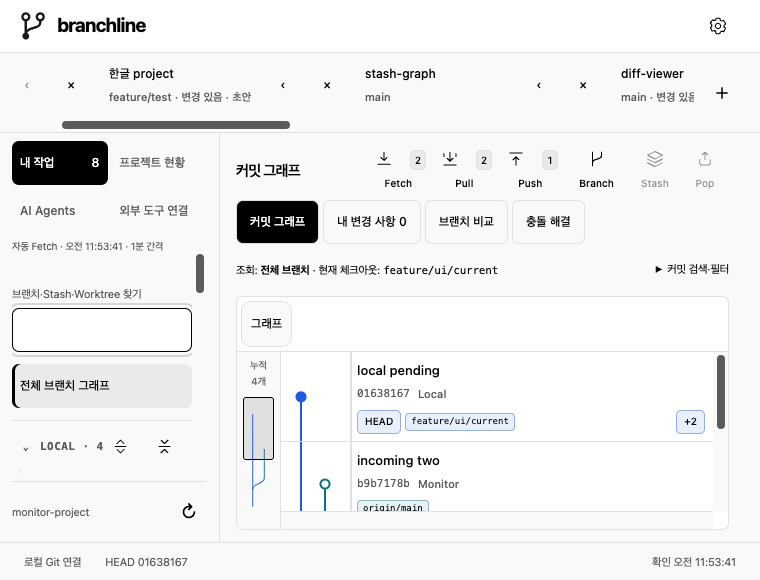 branchline
‹ × 한글 project
feature/test · 변경 있음 · 초안
‹ × stash-graph
main
‹ × diff-viewer
main · 변경 있음
+
내 작업 8
프로젝트 현황
AI Agents
외부 도구 연결
자동 Fetch · 오전 11:53:41 · 1분 간격
브랜치·Stash·Worktree 찾기
전체 브랜치 그래프
LOCAL · 4
monitor-project
커밋 그래프
2
Fetch
2
Pull
1
Push
Branch
Stash
Pop
커밋 그래프
내 변경 사항 0
브랜치 비교
충돌 해결
조회: 전체 브랜치 · 현재 체크아웃: feature/ui/current
▶ 커밋 검색·필터
그래프
누적
4개
local pending
01638167 Local
HEAD feature/ui/current +2
incoming two
b9b7178b Monitor
origin/main
로컬 Git 연결 HEAD 01638167
확인 오전 11:53:41